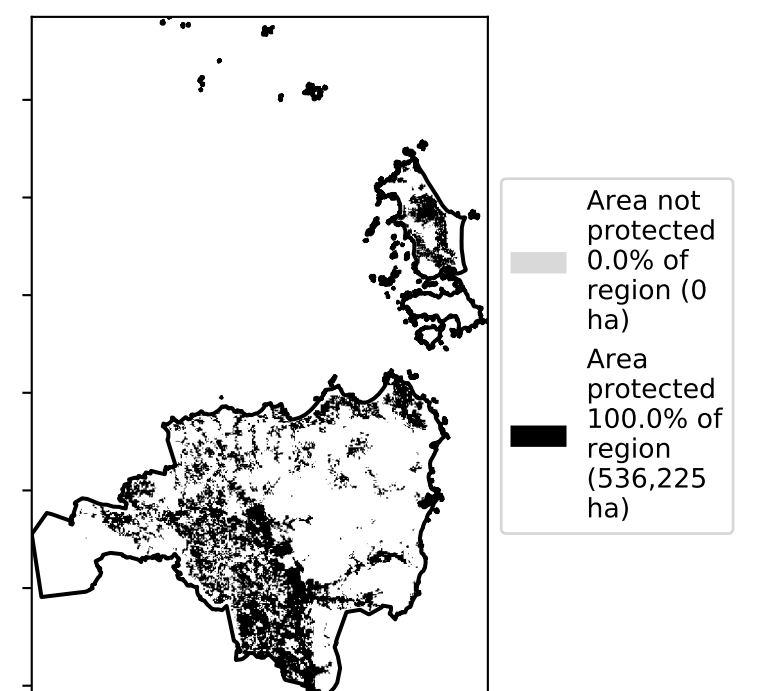 Area not
protected
0.0% of
region (0
ha)
Area
protected
100.0% of
region
(536,225
ha)